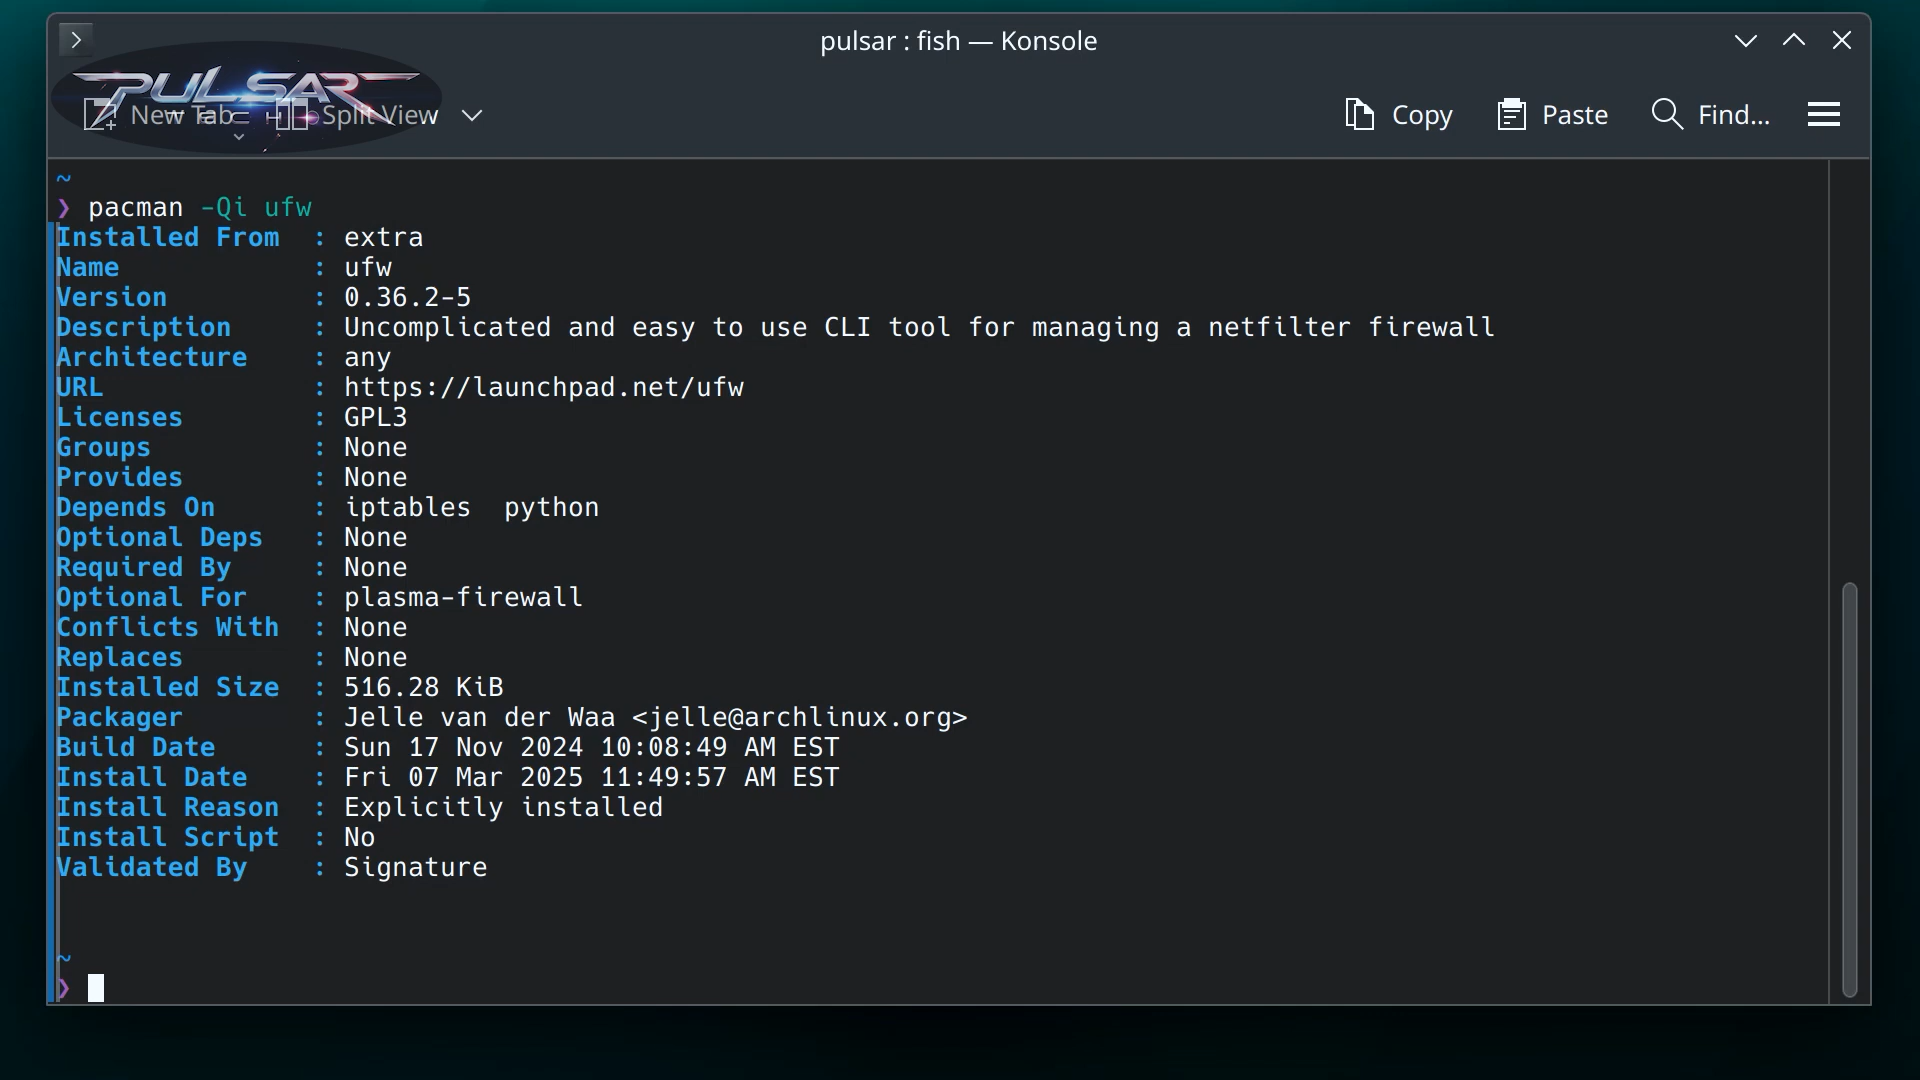 pulsar : fish — Konsole
PULSAR
TECH
New Tab Split View Copy Paste Find...
~
❯ pacman -Qi ufw
Installed From : extra
Name : ufw
Version : 0.36.2-5
Description : Uncomplicated and easy to use CLI tool for managing a netfilter firewall
Architecture : any
URL : https://launchpad.net/ufw
Licenses : GPL3
Groups : None
Provides : None
Depends On : iptables python
Optional Deps : None
Required By : None
Optional For : plasma-firewall
Conflicts With : None
Replaces : None
Installed Size : 516.28 KiB
Packager : Jelle van der Waa <jelle@archlinux.org>
Build Date : Sun 17 Nov 2024 10:08:49 AM EST
Install Date : Fri 07 Mar 2025 11:49:57 AM EST
Install Reason : Explicitly installed
Install Script : No
Validated By : Signature
~
❯